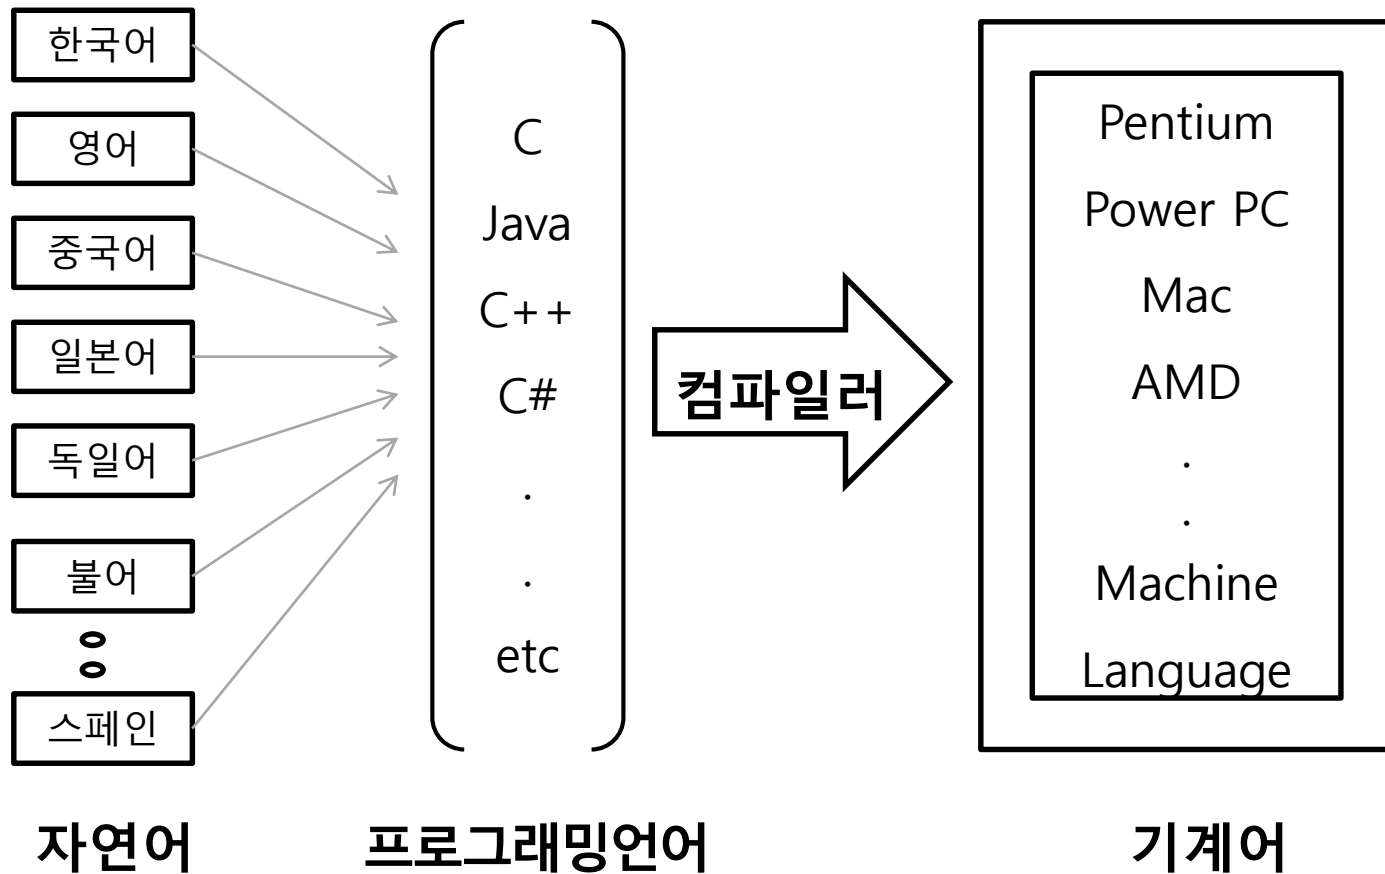 한국어
영어
중국어
일본어
독일어
불어
스페인
자연어
C
Java
C++
C#
.
.
etc
프로그래밍언어
컴파일러
Pentium
Power PC
Mac
AMD
.
.
Machine
Language
기계어